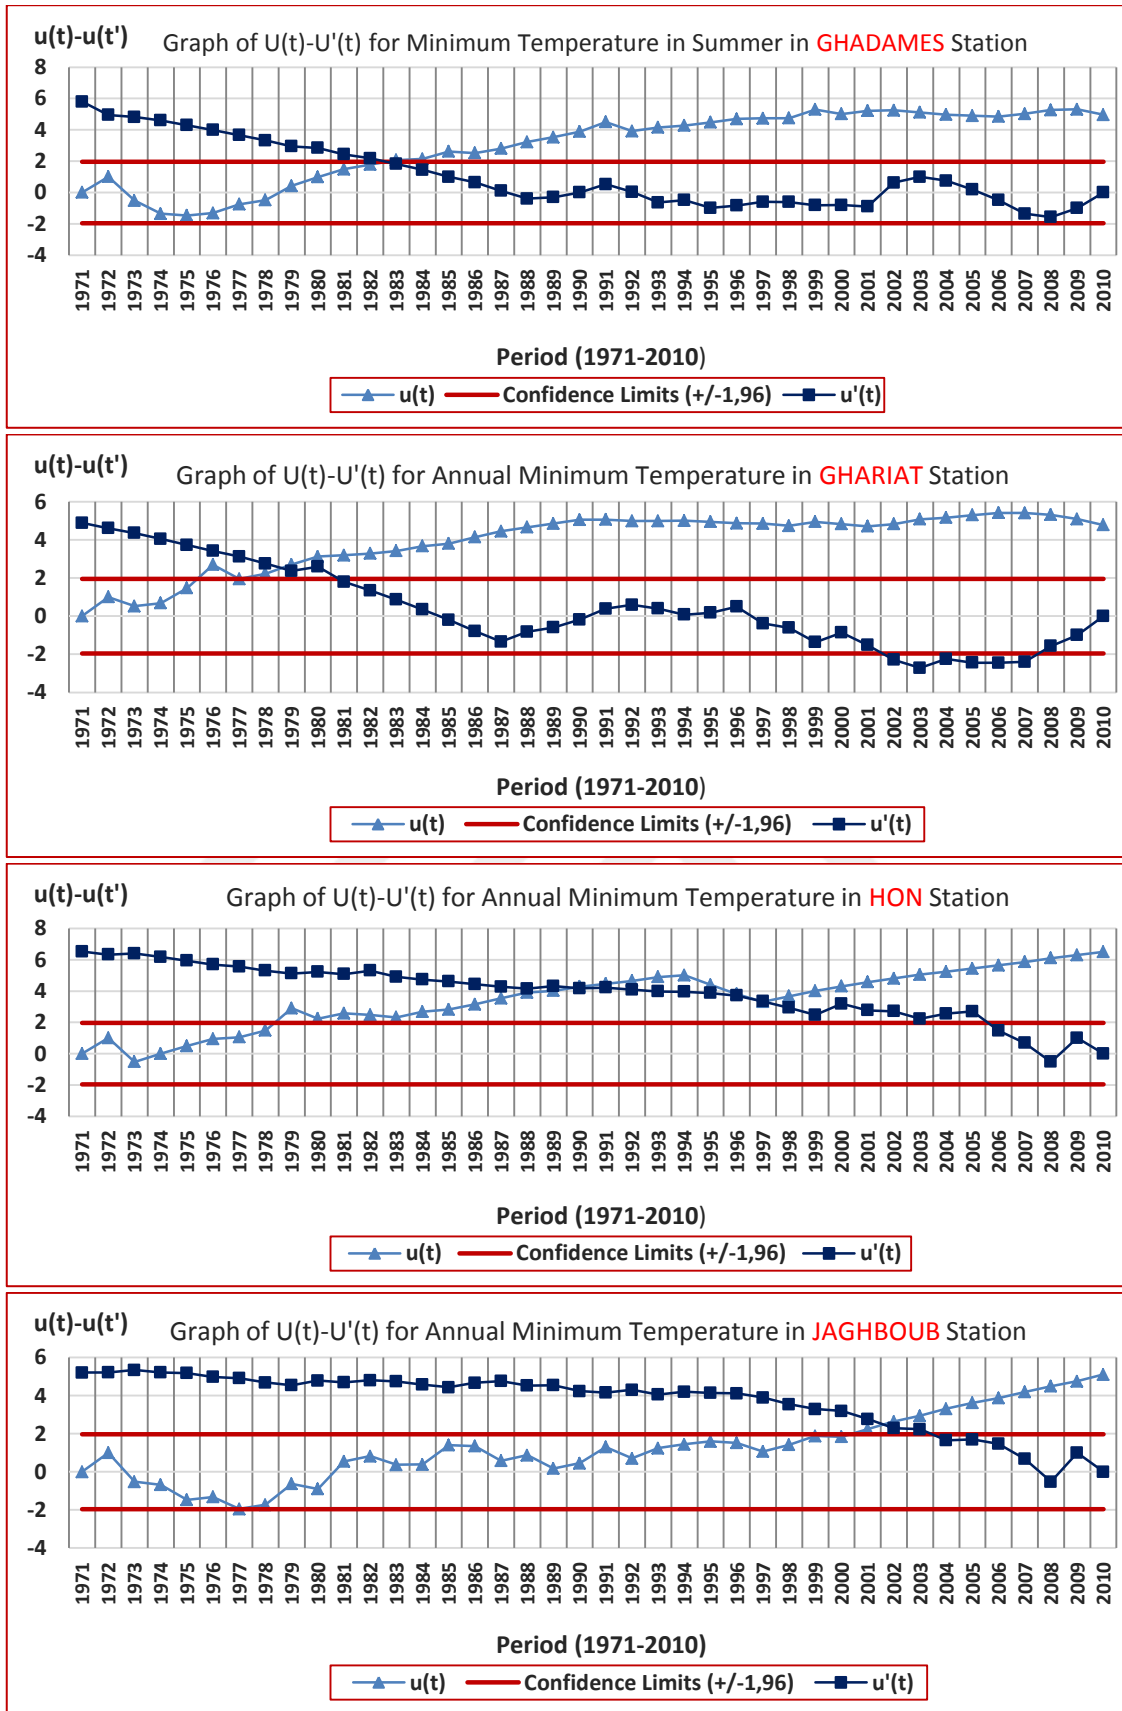 u(t)-u(t')
Graph of U(t)-U'(t) for Minimum Temperature in Summer in GHADAMES Station
8
6
4
2
0
-2
-4
1971 1972 1973 1974 1975 1976 1977 1978 1979 1980 1981 1982 1983 1984 1985 1986 1987 1988 1989 1990 1991 1992 1993 1994 1995 1996 1997 1998 1999 2000 2001 2002 2003 2004 2005 2006 2007 2008 2009 2010
Period (1971-2010)
u(t) Confidence Limits (+/-1,96) u'(t)
u(t)-u(t')
Graph of U(t)-U'(t) for Annual Minimum Temperature in GHARIAT Station
6
4
2
0
-2
-4
1971 1972 1973 1974 1975 1976 1977 1978 1979 1980 1981 1982 1983 1984 1985 1986 1987 1988 1989 1990 1991 1992 1993 1994 1995 1996 1997 1998 1999 2000 2001 2002 2003 2004 2005 2006 2007 2008 2009 2010
Period (1971-2010)
u(t) Confidence Limits (+/-1,96) u'(t)
u(t)-u(t')
Graph of U(t)-U'(t) for Annual Minimum Temperature in HON Station
8
6
4
2
0
-2
-4
1971 1972 1973 1974 1975 1976 1977 1978 1979 1980 1981 1982 1983 1984 1985 1986 1987 1988 1989 1990 1991 1992 1993 1994 1995 1996 1997 1998 1999 2000 2001 2002 2003 2004 2005 2006 2007 2008 2009 2010
Period (1971-2010)
u(t) Confidence Limits (+/-1,96) u'(t)
u(t)-u(t')
Graph of U(t)-U'(t) for Annual Minimum Temperature in JAGHBOUB Station
6
4
2
0
-2
-4
1971 1972 1973 1974 1975 1976 1977 1978 1979 1980 1981 1982 1983 1984 1985 1986 1987 1988 1989 1990 1991 1992 1993 1994 1995 1996 1997 1998 1999 2000 2001 2002 2003 2004 2005 2006 2007 2008 2009 2010
Period (1971-2010)
u(t) Confidence Limits (+/-1,96) u'(t)